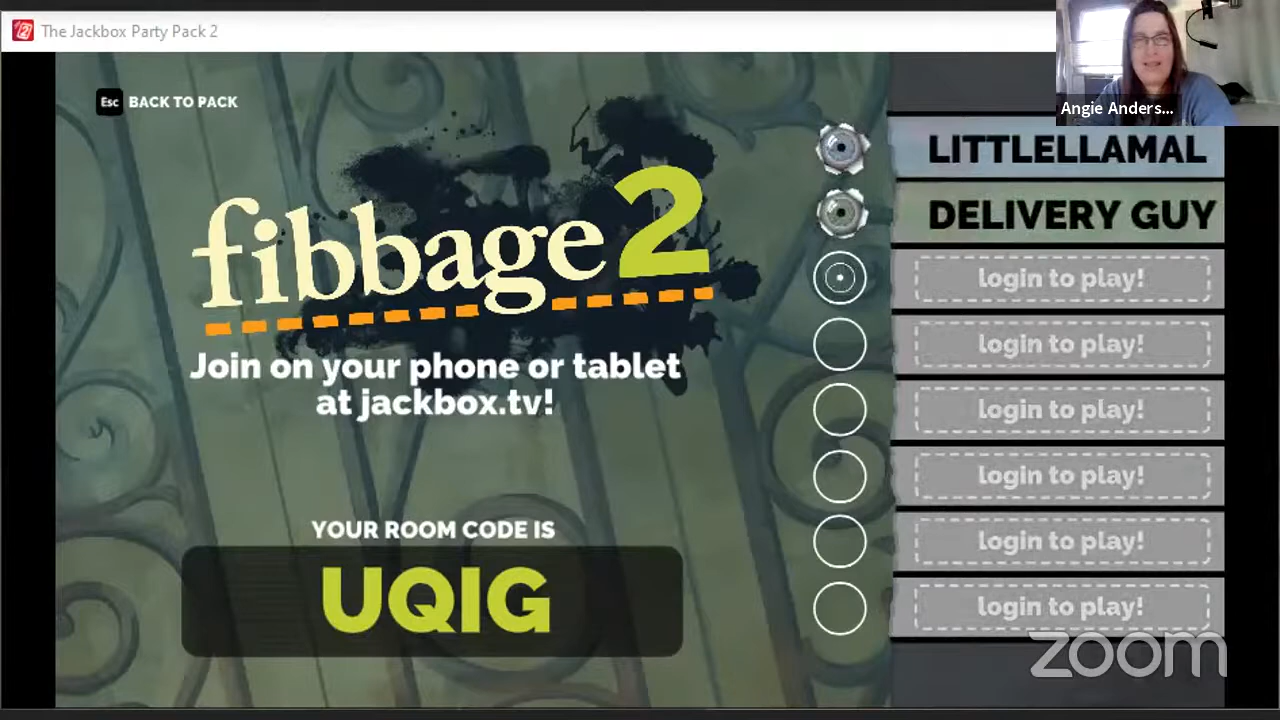 The Jackbox Party Pack 2
Angie Anders...
Esc BACK TO PACK
LITTLELLAMAL
DELIVERY GUY
fibbage 2
login to play!
login to play!
Join on your phone or tablet
at jackbox.tv!
login to play!
login to play!
YOUR ROOM CODE IS
login to play!
UQIG
login to play!
zoom